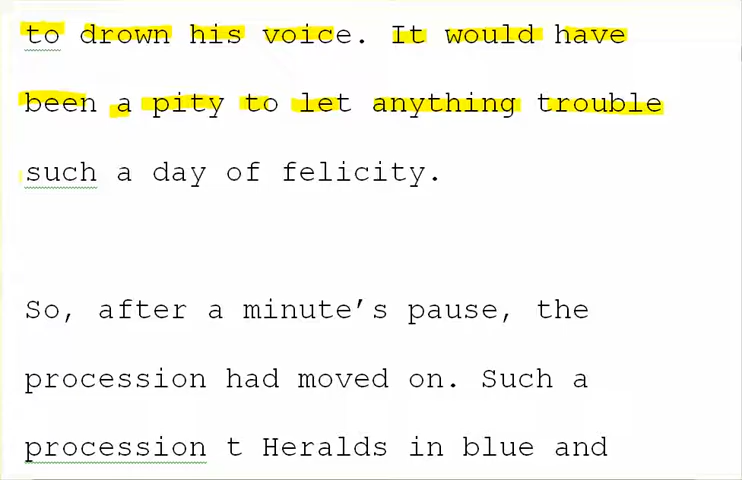 to drown his voice. It would have
been a pity to let anything trouble
such a day of felicity.
So, after a minute’s pause, the
procession had moved on. Such a
procession t Heralds in blue and